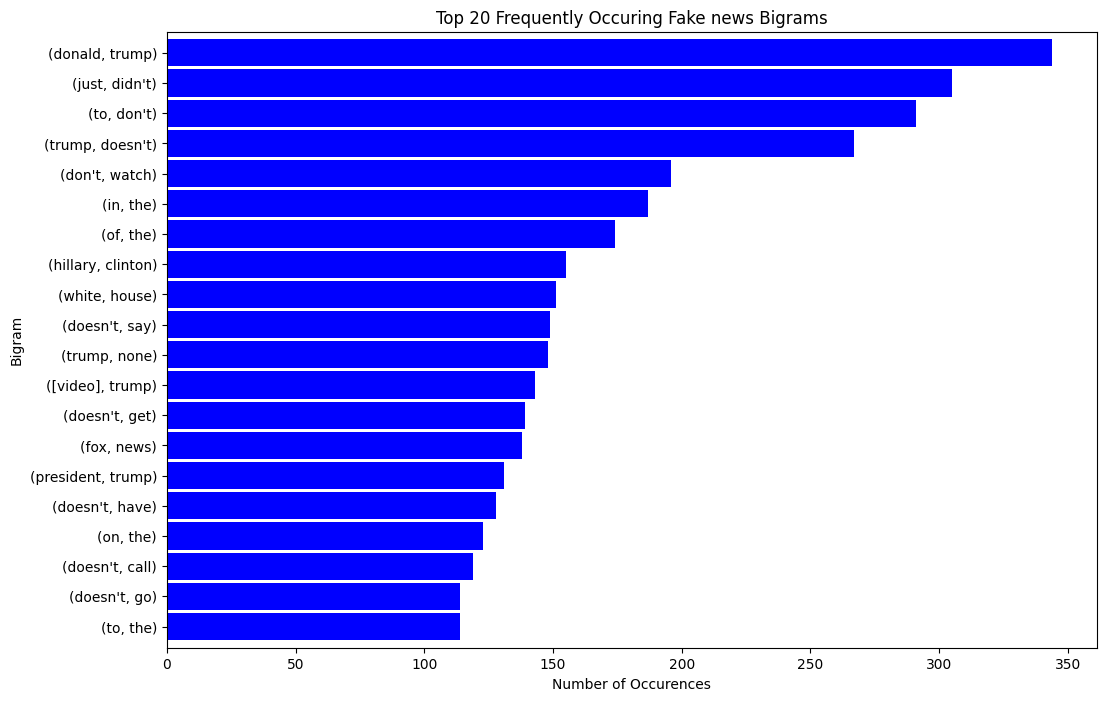 Top 20 Frequently Occuring Fake news Bigrams
Bigram
(donald, trump)
(just, didn't)
(to, don't)
(trump, doesn't)
(don't, watch)
(in, the)
(of, the)
(hillary, clinton)
(white, house)
(doesn't, say)
(trump, none)
([video], trump)
(doesn't, get)
(fox, news)
(president, trump)
(doesn't, have)
(on, the)
(doesn't, call)
(doesn't, go)
(to, the)
0 50 100 150 200 250 300 350
Number of Occurences